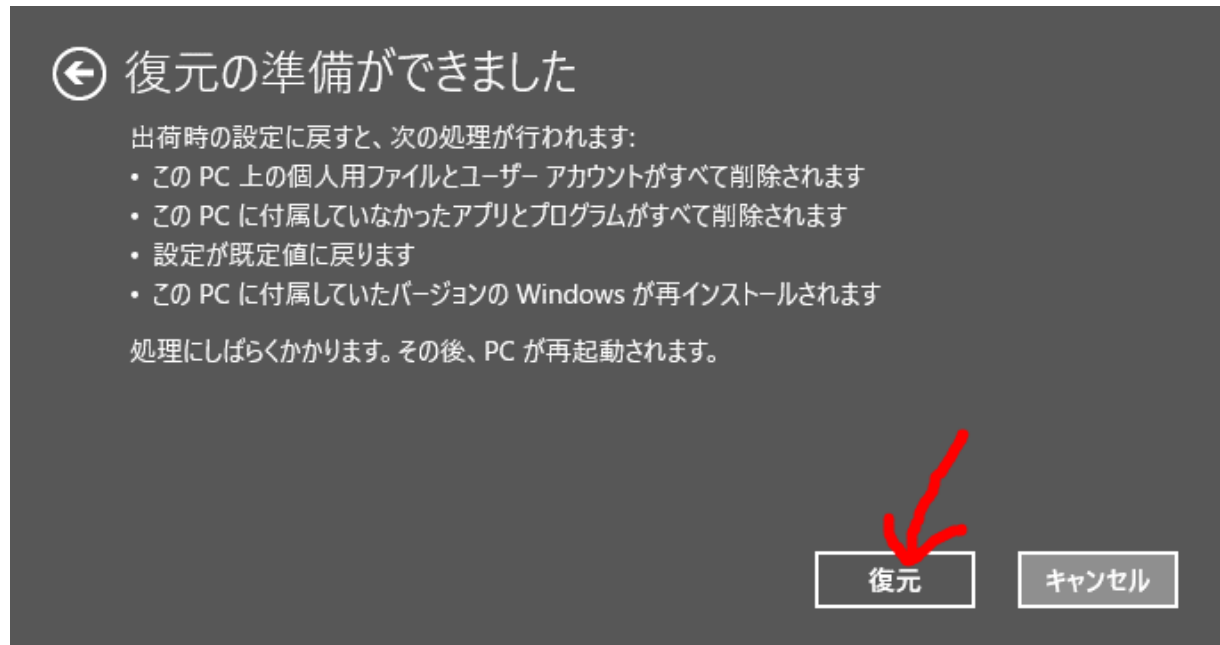 復元の準備ができました
出荷時の設定に戻すと、次の処理が行われます:
• この PC 上の個人用ファイルとユーザー アカウントがすべて削除されます
• この PC に付属していなかったアプリとプログラムがすべて削除されます
• 設定が既定値に戻ります
• この PC に付属していたバージョンの Windows が再インストールされます
処理にしばらくかかります。その後、PC が再起動されます。
復元
キャンセル